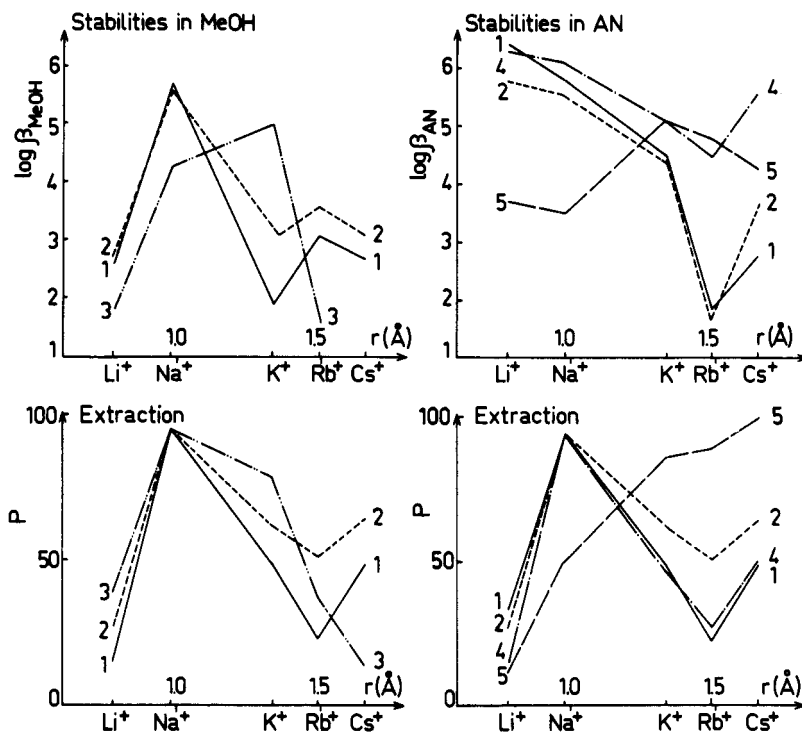 Stabilities in MeOH
log βMeOH
6
5
4
3
2
1
2
1
3
2
1
3
1.0
1.5
r(Å)
Li⁺
Na⁺
K⁺
Rb⁺
Cs⁺
Stabilities in AN
log βAN
6
5
4
3
2
1
1
4
2
5
4
5
2
1
1.0
1.5
r(Å)
Li⁺
Na⁺
K⁺
Rb⁺
Cs⁺
Extraction
P
100
50
0
3
2
1
2
1
3
1.0
1.5
r(Å)
Li⁺
Na⁺
K⁺
Rb⁺
Cs⁺
Extraction
P
100
50
0
1
2
4
5
5
2
4
1
1.0
1.5
r(Å)
Li⁺
Na⁺
K⁺
Rb⁺
Cs⁺